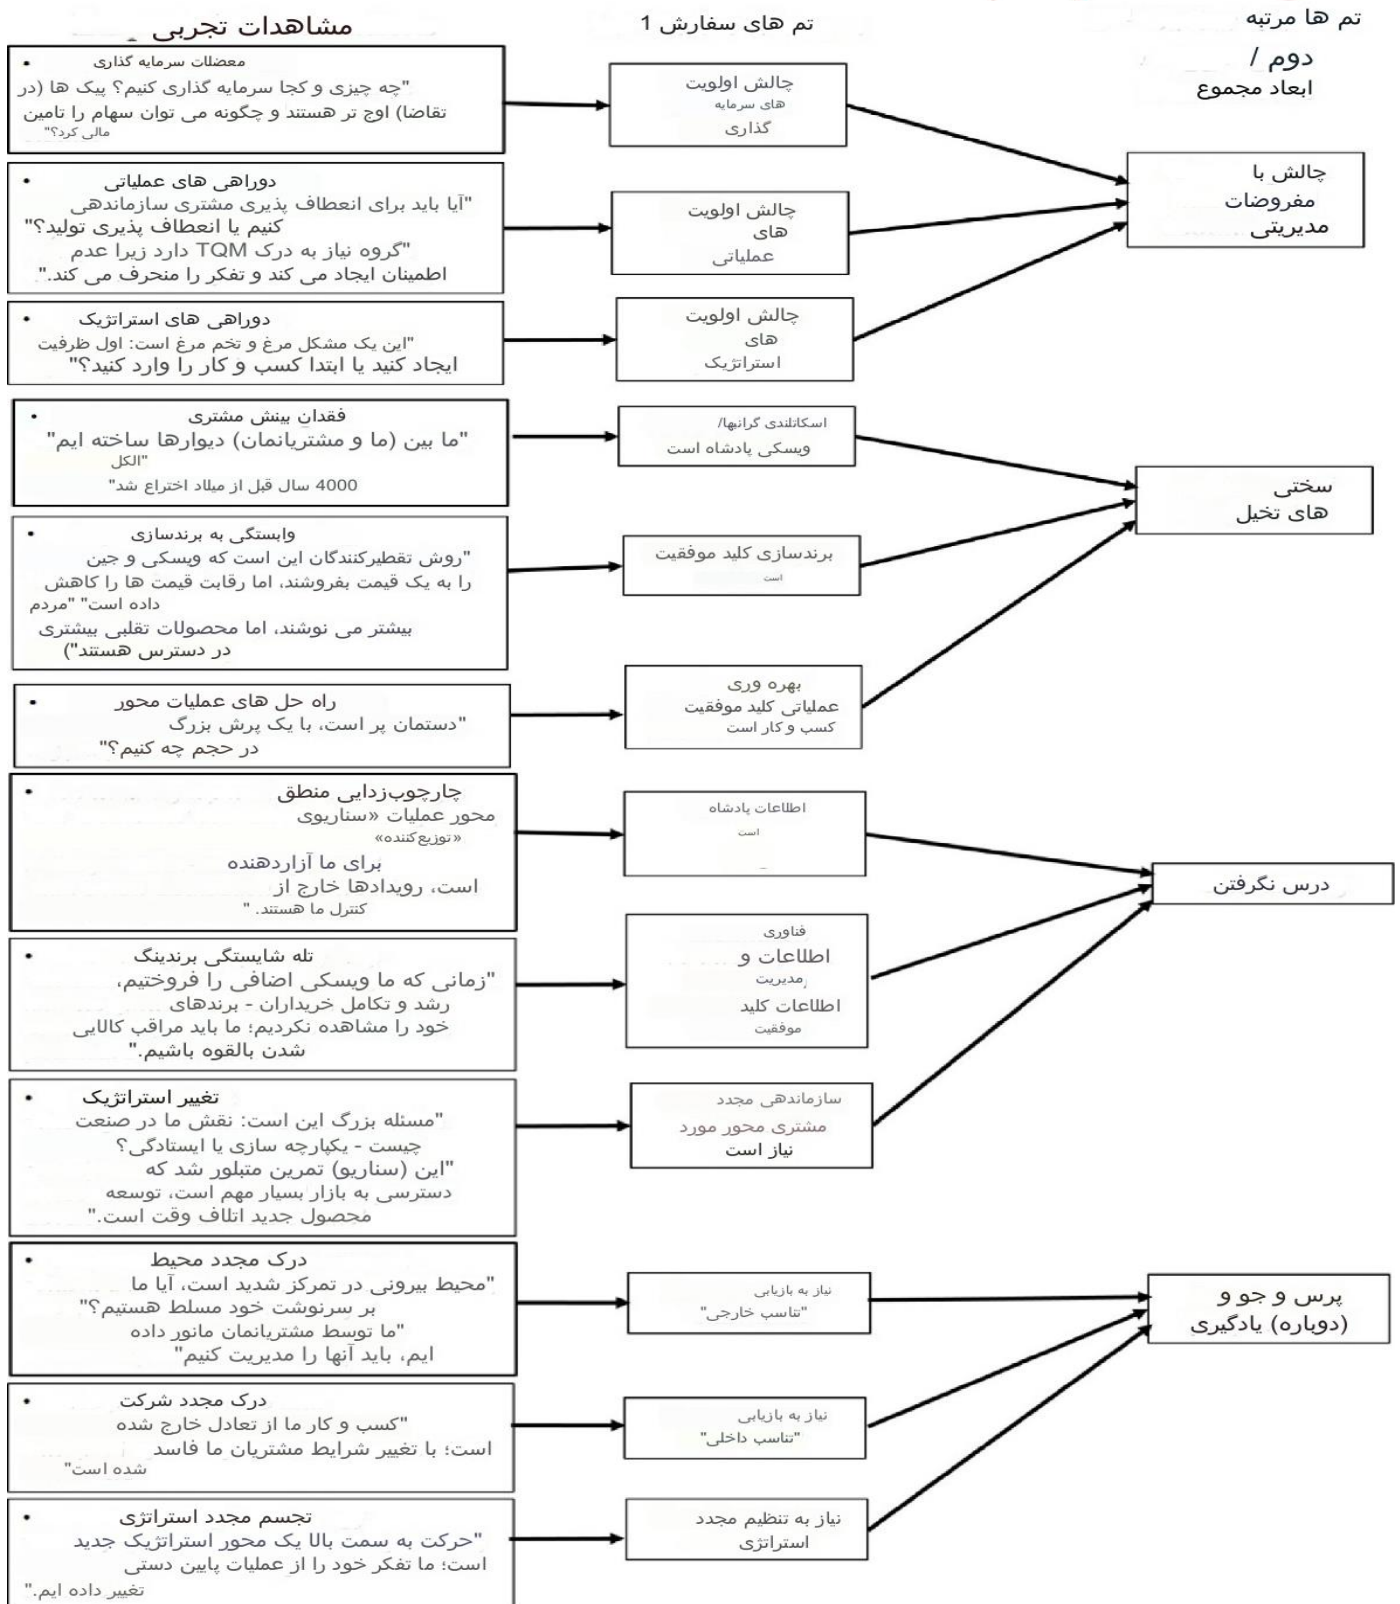 مشاهدات تجربی
تم های سفارش 1
تم ها مرتبه
دوم /
ابعاد مجموع
• معضلات سرمایه گذاری
"چه چیزی و کجا سرمایه گذاری کنیم؟ پیک ها (در
تقاضا) اوج تر هستند و چگونه می توان سهام را تامین
مالی کرد؟"
چالش اولویت
های سرمایه
گذاری
• دوراهی های عملیاتی
"آیا باید برای انعطاف پذیری مشتری سازماندهی
کنیم یا انعطاف پذیری تولید؟"
"گروه نیاز به درک TQM دارد زیرا عدم
اطمینان ایجاد می کند و تفکر را منحرف می کند."
چالش اولویت
های
عملیاتی
• دوراهی های استراتژیک
"این یک مشکل مرغ و تخم مرغ است: اول ظرفیت
ایجاد کنید یا ابتدا کسب و کار را وارد کنید؟"
چالش اولویت
های
استراتژیک
چالش با
مفروضات
مدیریتی
• فقدان بینش مشتری
"ما بین (ما و مشتریانمان) دیوارها ساخته ایم"
"الکل
4000 سال قبل از میلاد اختراع شد"
اسکاتلندی گرانبها/
ویسکی پادشاه است
• وابستگی به برندسازی
"روش تقطیرکنندگان این است که ویسکی و جین
را به یک قیمت بفروشند، اما رقابت قیمت ها را کاهش
داده است" "مردم
بیشتر می نوشند، اما محصولات تقلبی بیشتری
در دسترس هستند")
برندسازی کلید موفقیت
است
• راه حل های عملیات محور
"دستمان پر است، با یک پرش بزرگ
در حجم چه کنیم؟"
بهره وری
عملیاتی کلید موفقیت
کسب و کار است
سختی
های تخیل
• چارچوب‌زدایی منطق
محور عملیات «سناریوی
«توزیع‌کننده»
برای ما آزاردهنده
است، رویدادها خارج از
کنترل ما هستند. "
اطلاعات پادشاه
است
• تله شایستگی برندینگ
"زمانی که ما ویسکی اضافی را فروختیم،
رشد و تکامل خریداران - برندهای
خود را مشاهده نکردیم؛ ما باید مراقب کالایی
شدن بالقوه باشیم."
فناوری
اطلاعات و
مدیریت
اطلاعات کلید
موفقیت
• تغییر استراتژیک
"مسئله بزرگ این است: نقش ما در صنعت
چیست - یکپارچه سازی یا ایستادگی؟
"این (سناریو) تمرین متبلور شد که
دسترسی به بازار بسیار مهم است، توسعه
محصول جدید اتلاف وقت است."
سازماندهی مجدد
مشتری محور مورد
نیاز است
درس نگرفتن
• درک مجدد محیط
"محیط بیرونی در تمرکز شدید است، آیا ما
بر سرنوشت خود مسلط هستیم؟"
"ما توسط مشتریانمان مانور داده
ایم، باید آنها را مدیریت کنیم"
نیاز به بازیابی
"تناسب خارجی"
• درک مجدد شرکت
"کسب و کار ما از تعادل خارج شده
است؛ با تغییر شرایط مشتریان ما فاسد
شده است"
نیاز به بازیابی
"تناسب داخلی"
• تجسم مجدد استراتژی
"حرکت به سمت بالا یک محور استراتژیک جدید
است؛ ما تفکر خود را از عملیات پایین دستی
تغییر داده ایم."
نیاز به تنظیم مجدد
استراتژی
پرس و جو و
(دوباره) یادگیری